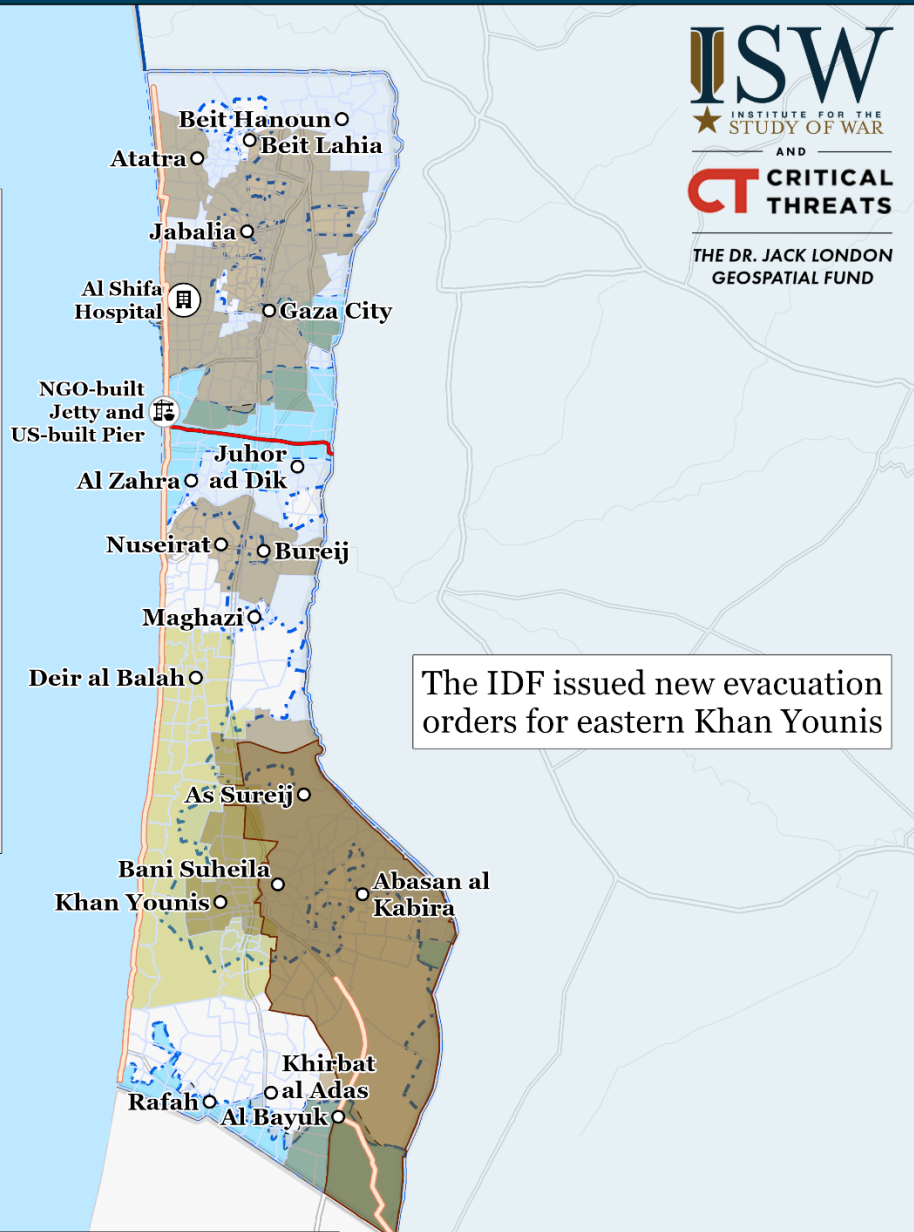 ISW
INSTITUTE FOR THE
STUDY OF WAR
AND
CT CRITICAL
THREATS
THE DR. JACK LONDON
GEOSPATIAL FUND
Beit Hanoun
Beit Lahia
Atatra
Jabalia
Al Shifa
Hospital
Gaza City
NGO-built
Jetty and
US-built Pier
Juhor
ad Dik
Al Zahra
Nuseirat
Bureij
Maghazi
Deir al Balah
The IDF issued new evacuation
orders for eastern Khan Younis
As Sureij
Bani Suheila
Abasan al
Kabira
Khan Younis
Khirbat
al Adas
Rafah
Al Bayuk